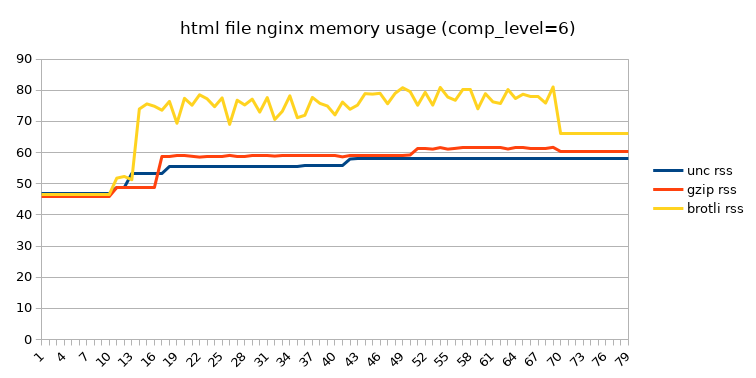 html file nginx memory usage (comp_level=6)
90
80
70
60
50
40
30
20
10
0
1 4 7 10 13 16 19 22 25 28 31 34 37 40 43 46 49 52 55 58 61 64 67 70 73 76 79
unc rss
gzip rss
brotli rss